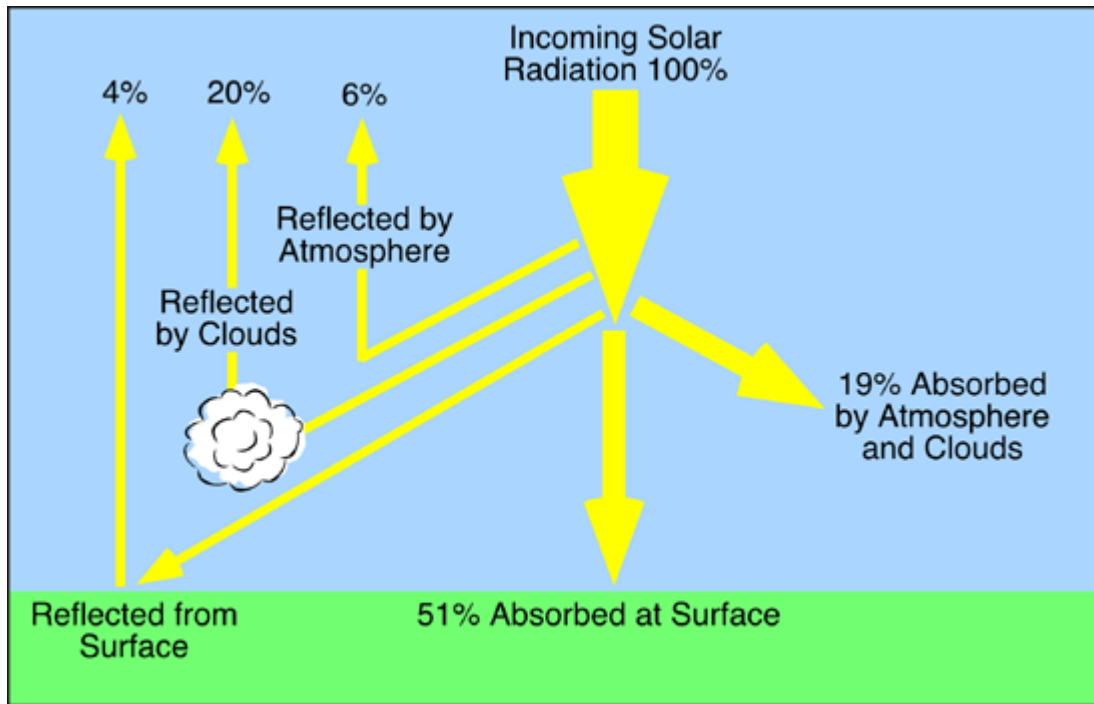 Incoming Solar
Radiation 100%
4%
20%
6%
Reflected by
Atmosphere
Reflected
by Clouds
19% Absorbed
by Atmosphere
and Clouds
Reflected from
Surface
51% Absorbed at Surface